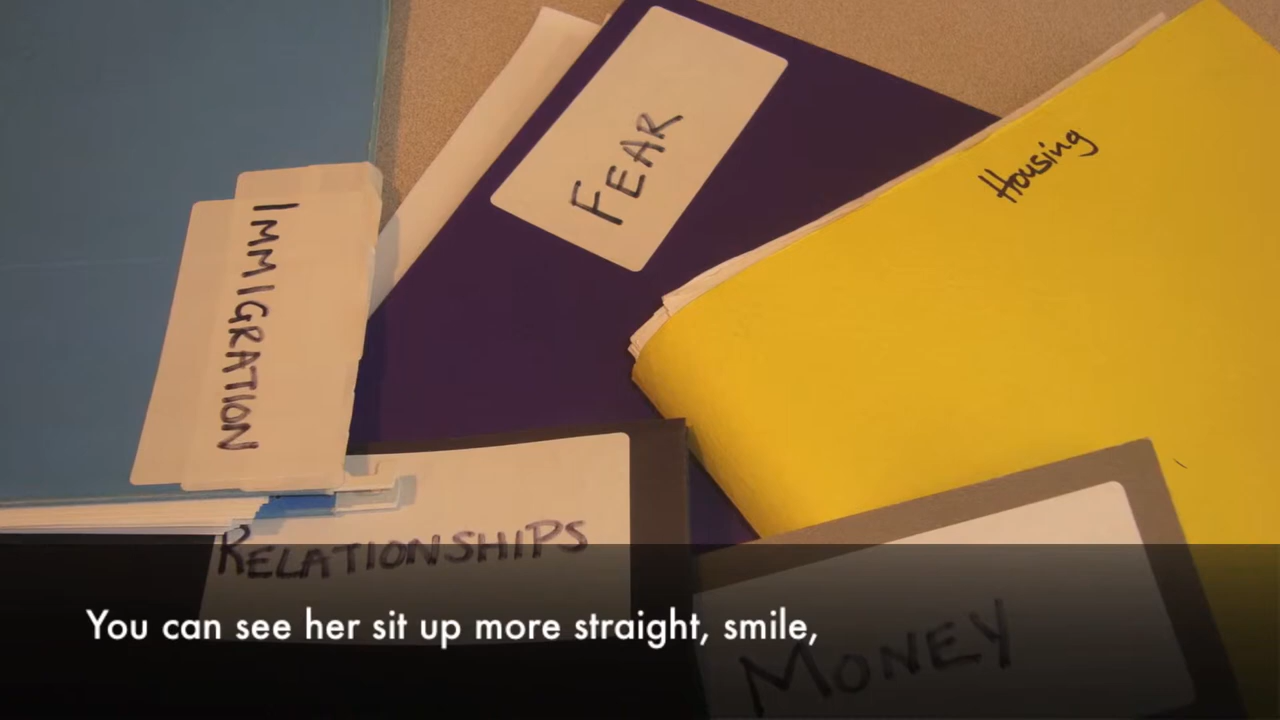 FEAR
Housing
IMMIGRATION
RELATIONSHIPS
You can see her sit up more straight, smile,
MONEY